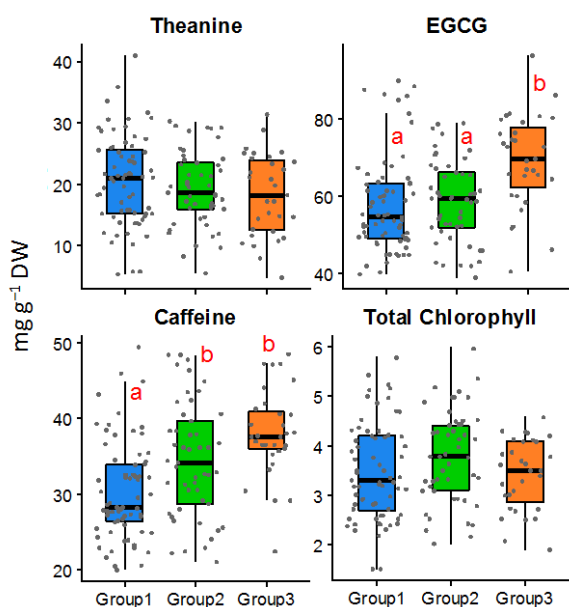 Theanine
EGCG
40
30
20
10
80
60
40
a
a
b
mg g⁻¹ DW
Caffeine
Total Chlorophyll
50
40
30
20
6
5
4
3
2
a
b
b
Group1 Group2 Group3
Group1 Group2 Group3